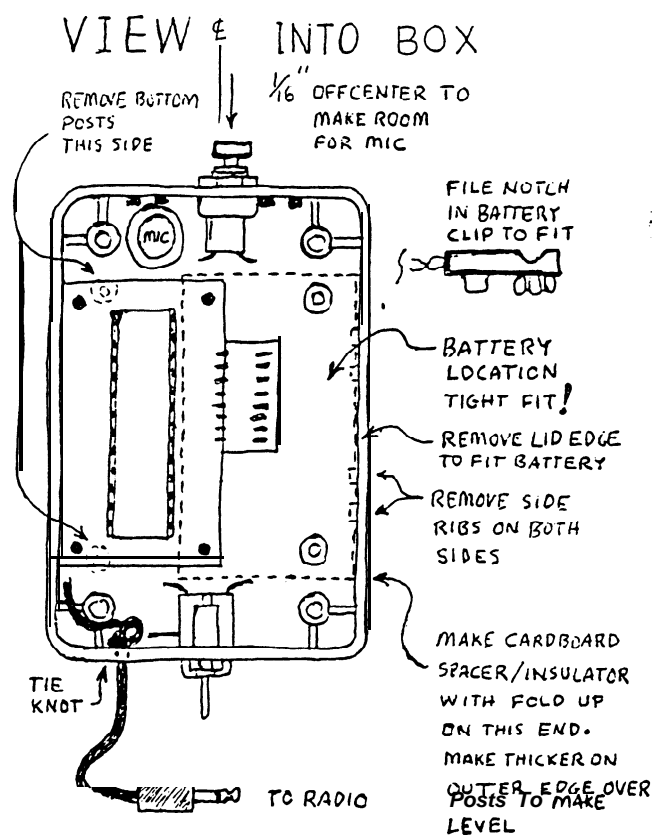 VIEW ℄ INTO BOX
1/16" OFFCENTER TO
MAKE ROOM
FOR MIC
REMOVE BOTTOM
POSTS
THIS SIDE
MIC
FILE NOTCH
IN BATTERY
CLIP TO FIT
BATTERY
LOCATION
TIGHT FIT!
REMOVE LID EDGE
TO FIT BATTERY
REMOVE SIDE
RIBS ON BOTH
SIDES
MAKE CARDBOARD
SPACER/INSULATOR
WITH FOLD UP
ON THIS END.
MAKE THICKER ON
OUTER EDGE OVER
Posts To MAKE
LEVEL
TIE
KNOT
TO RADIO